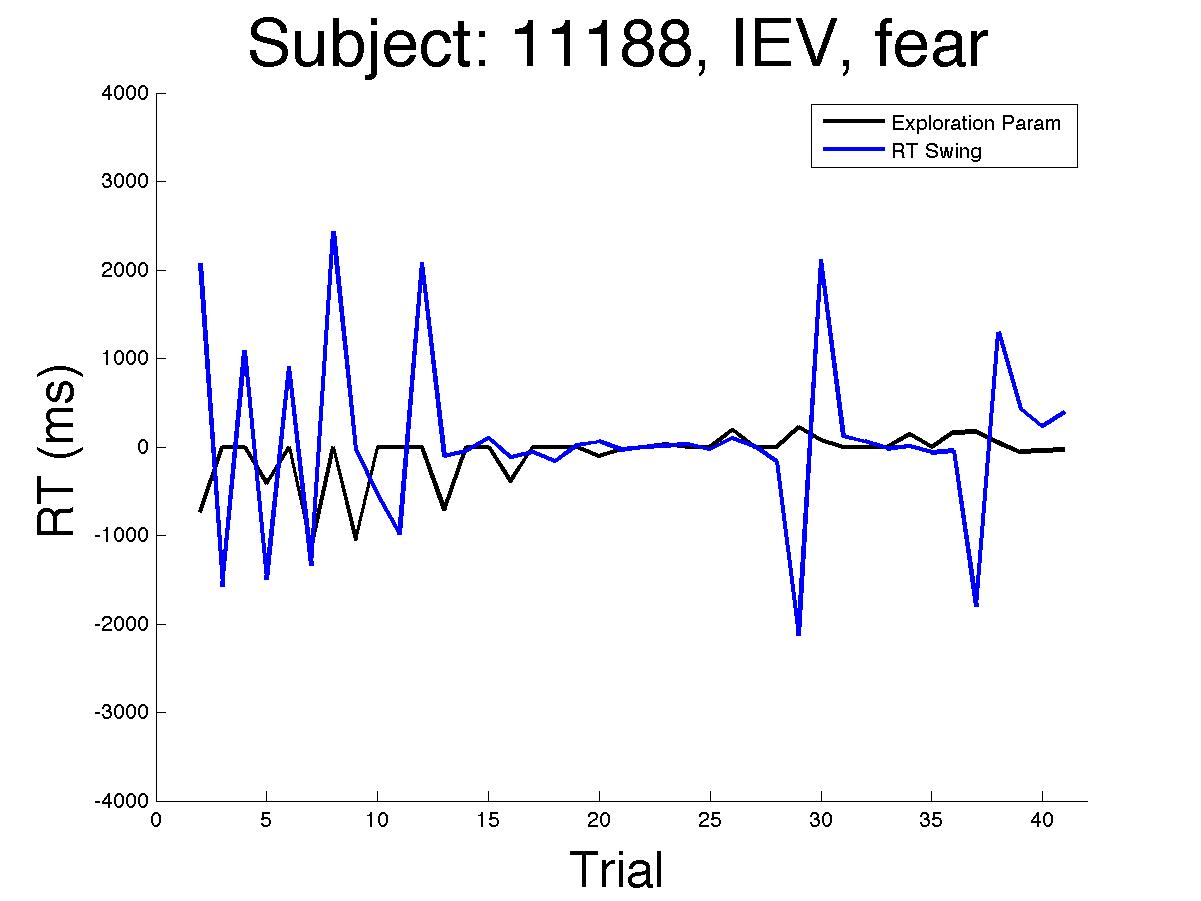 Subject: 11188, IEV, fear
4000
3000
2000
1000
0
-1000
-2000
-3000
-4000
RT (ms)
Exploration Param
RT Swing
0 5 10 15 20 25 30 35 40
Trial